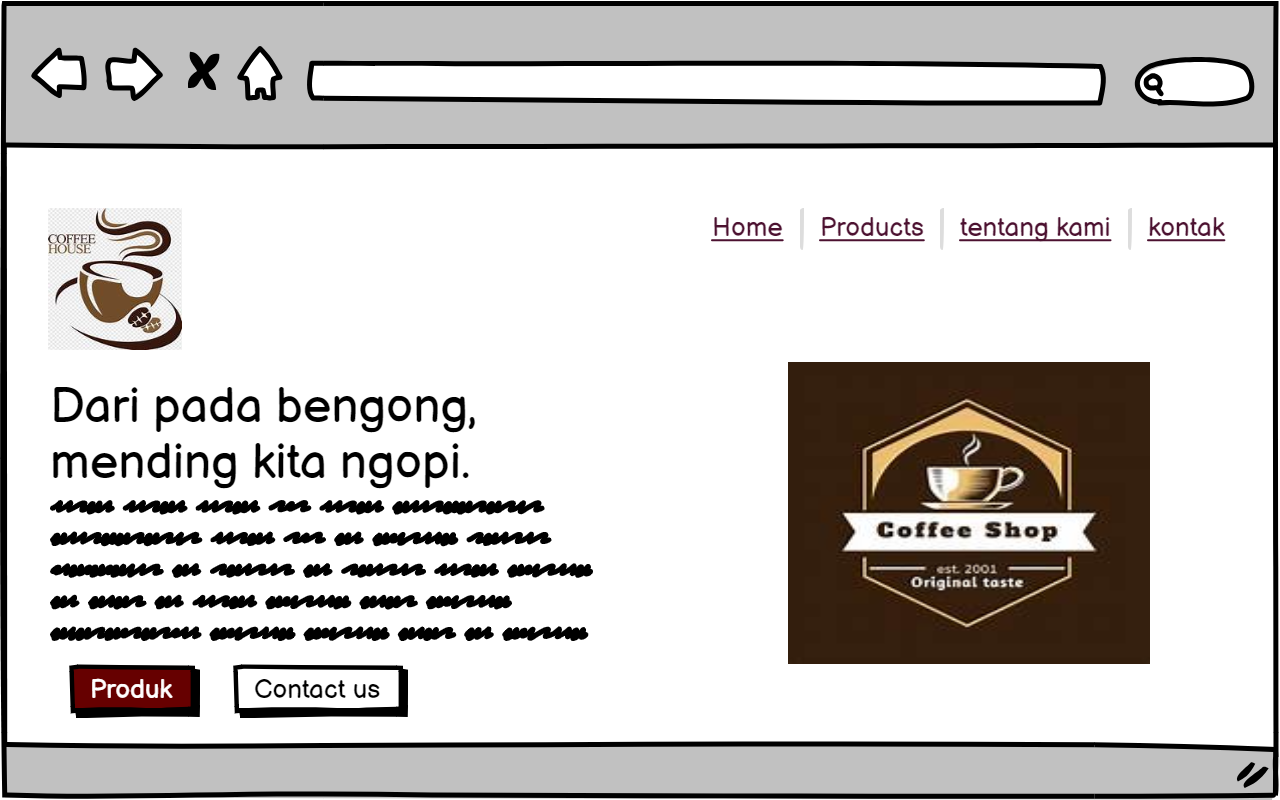 COFFEE
HOUSE
Home Products tentang kami kontak
Dari pada bengong,
mending kita ngopi.
Coffee Shop
est. 2001
Original taste
Produk Contact us